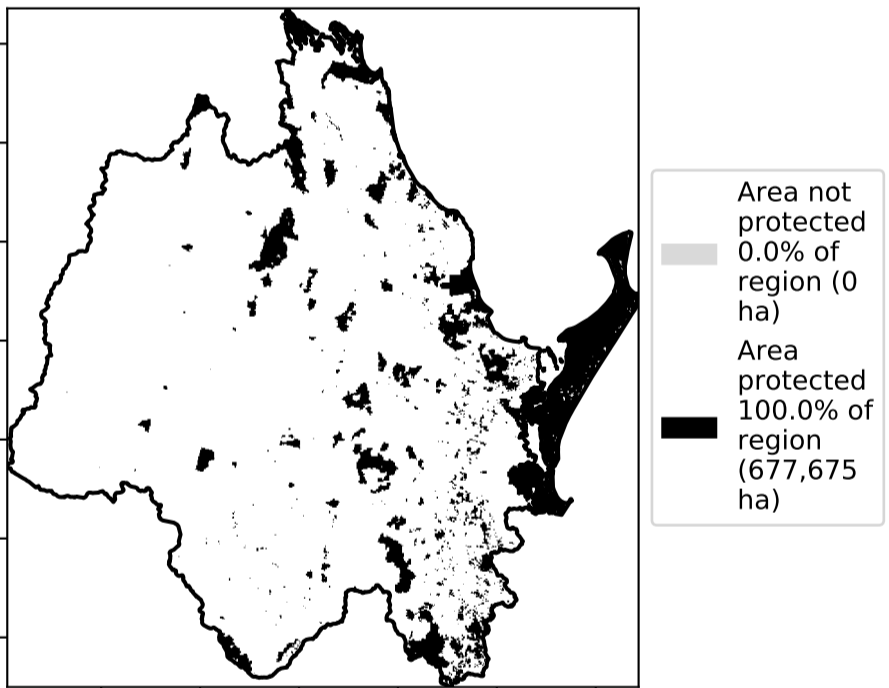 Area not
protected
0.0% of
region (0
ha)
Area
protected
100.0% of
region
(677,675
ha)